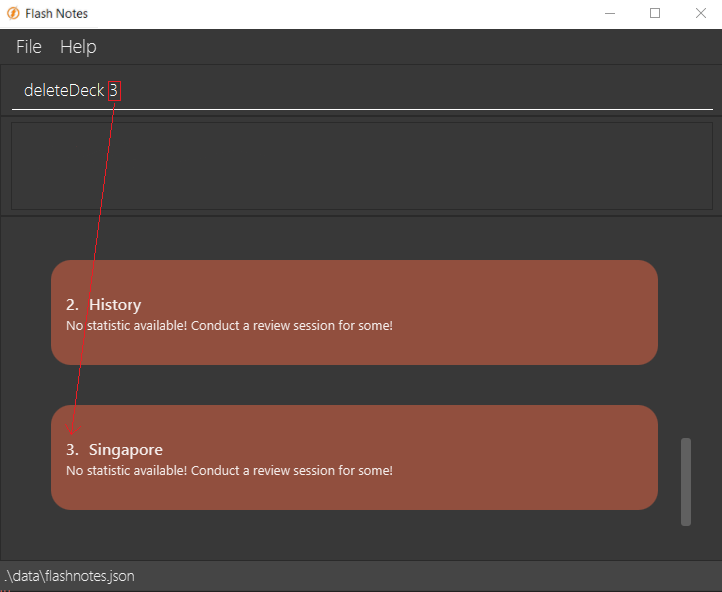 Flash Notes
File Help
deleteDeck 3
2. History
No statistic available! Conduct a review session for some!
3. Singapore
No statistic available! Conduct a review session for some!
.\data\flashnotes.json